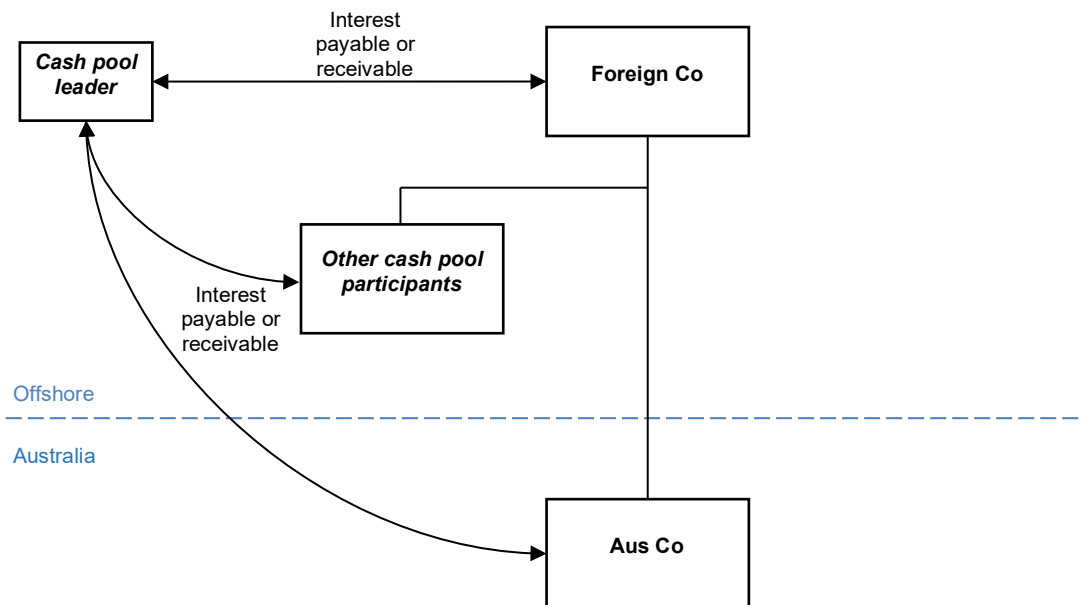 Interest
payable or
receivable
Cash pool
leader
Foreign Co
Other cash pool
participants
Interest
payable or
receivable
Offshore
Australia
Aus Co